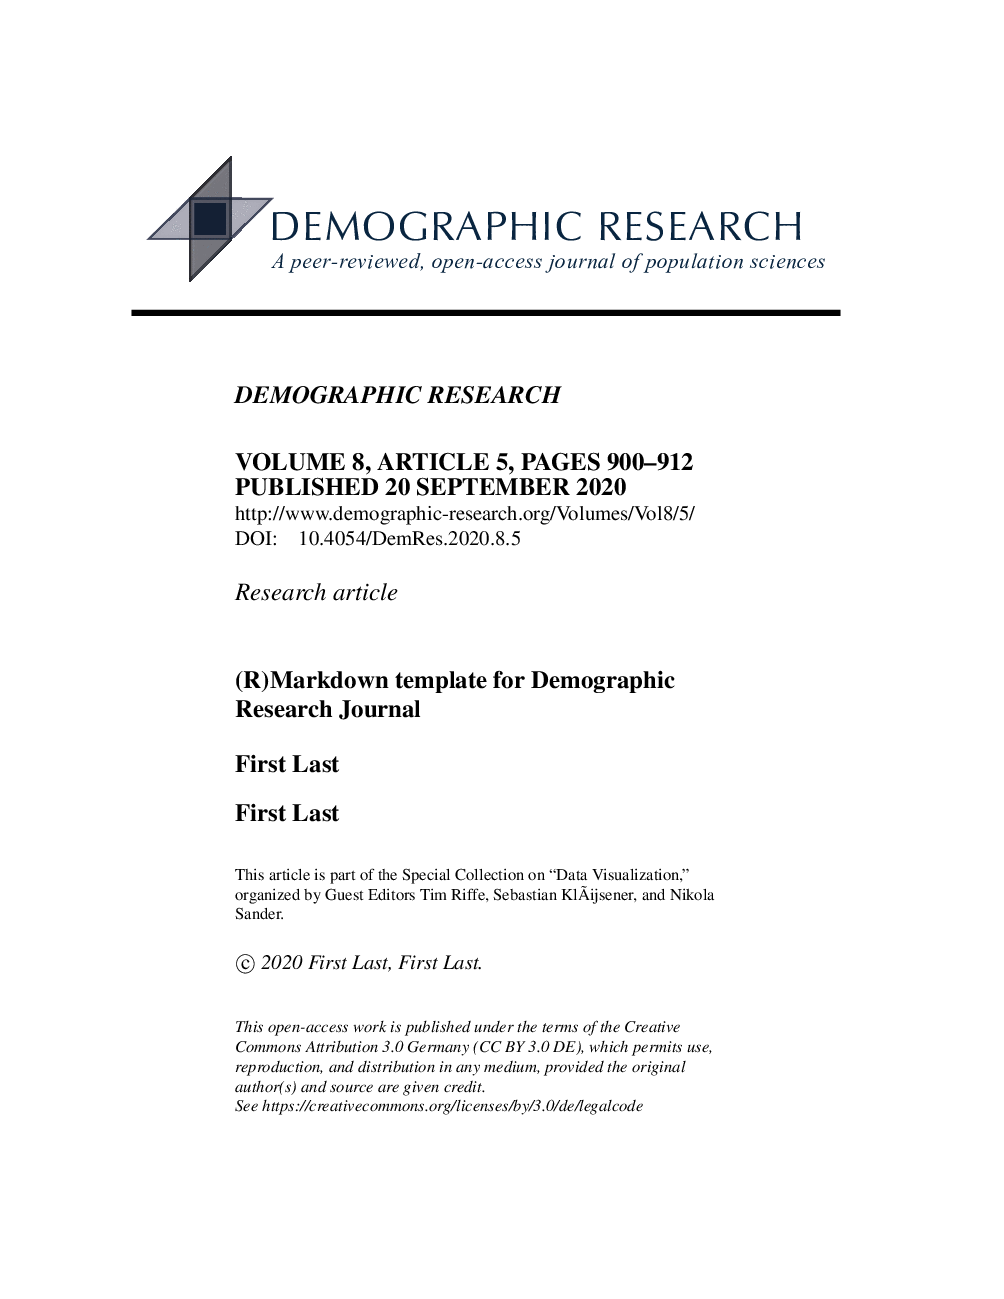 DEMOGRAPHIC RESEARCH
A peer-reviewed, open-access journal of population sciences
DEMOGRAPHIC RESEARCH
VOLUME 8, ARTICLE 5, PAGES 900–912
PUBLISHED 20 SEPTEMBER 2020
http://www.demographic-research.org/Volumes/Vol8/5/
DOI: 10.4054/DemRes.2020.8.5
Research article
(R)Markdown template for Demographic
Research Journal
First Last
First Last
This article is part of the Special Collection on “Data Visualization,”
organized by Guest Editors Tim Riffe, Sebastian KlÃijsener, and Nikola
Sander.
© 2020 First Last, First Last.
This open-access work is published under the terms of the Creative
Commons Attribution 3.0 Germany (CC BY 3.0 DE), which permits use,
reproduction, and distribution in any medium, provided the original
author(s) and source are given credit.
See https://creativecommons.org/licenses/by/3.0/de/legalcode